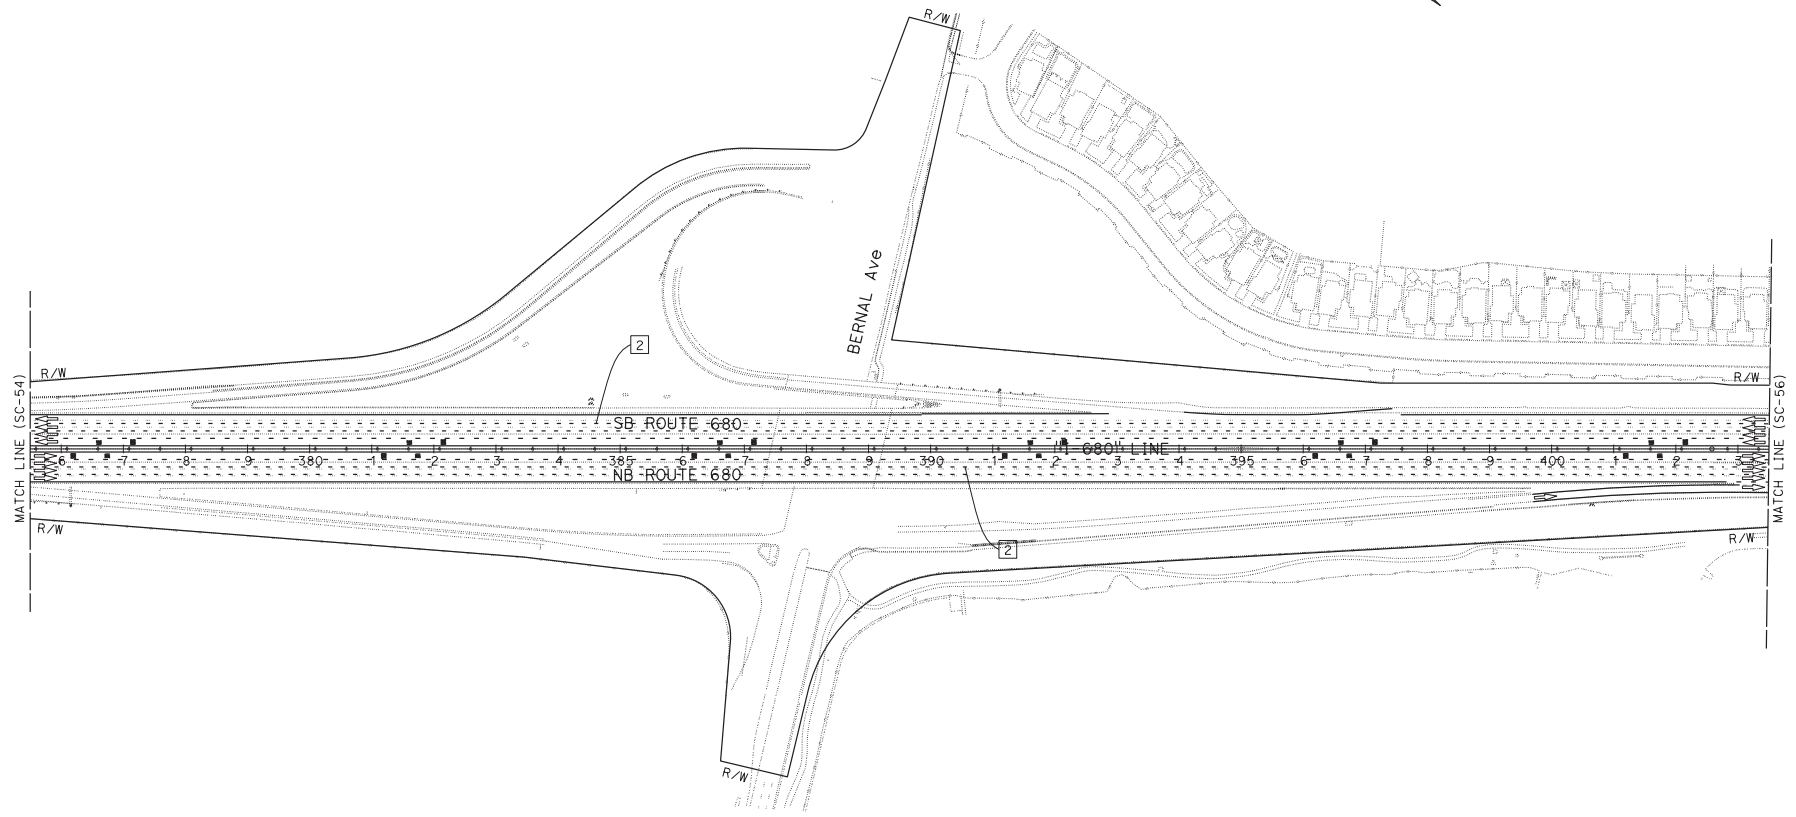 R/W
BERNAL Ave
2
R/W
R/W
MATCH LINE (SC-54)
MATCH LINE (SC-56)
SB ROUTE 680
"I-680" LINE
6 7 8 9 380 1 2 3 4 385 6 7 8 9 390 1 2 3 4 395 6 7 8 9 400 1 2 3
NB ROUTE 680
R/W
R/W
2
R/W